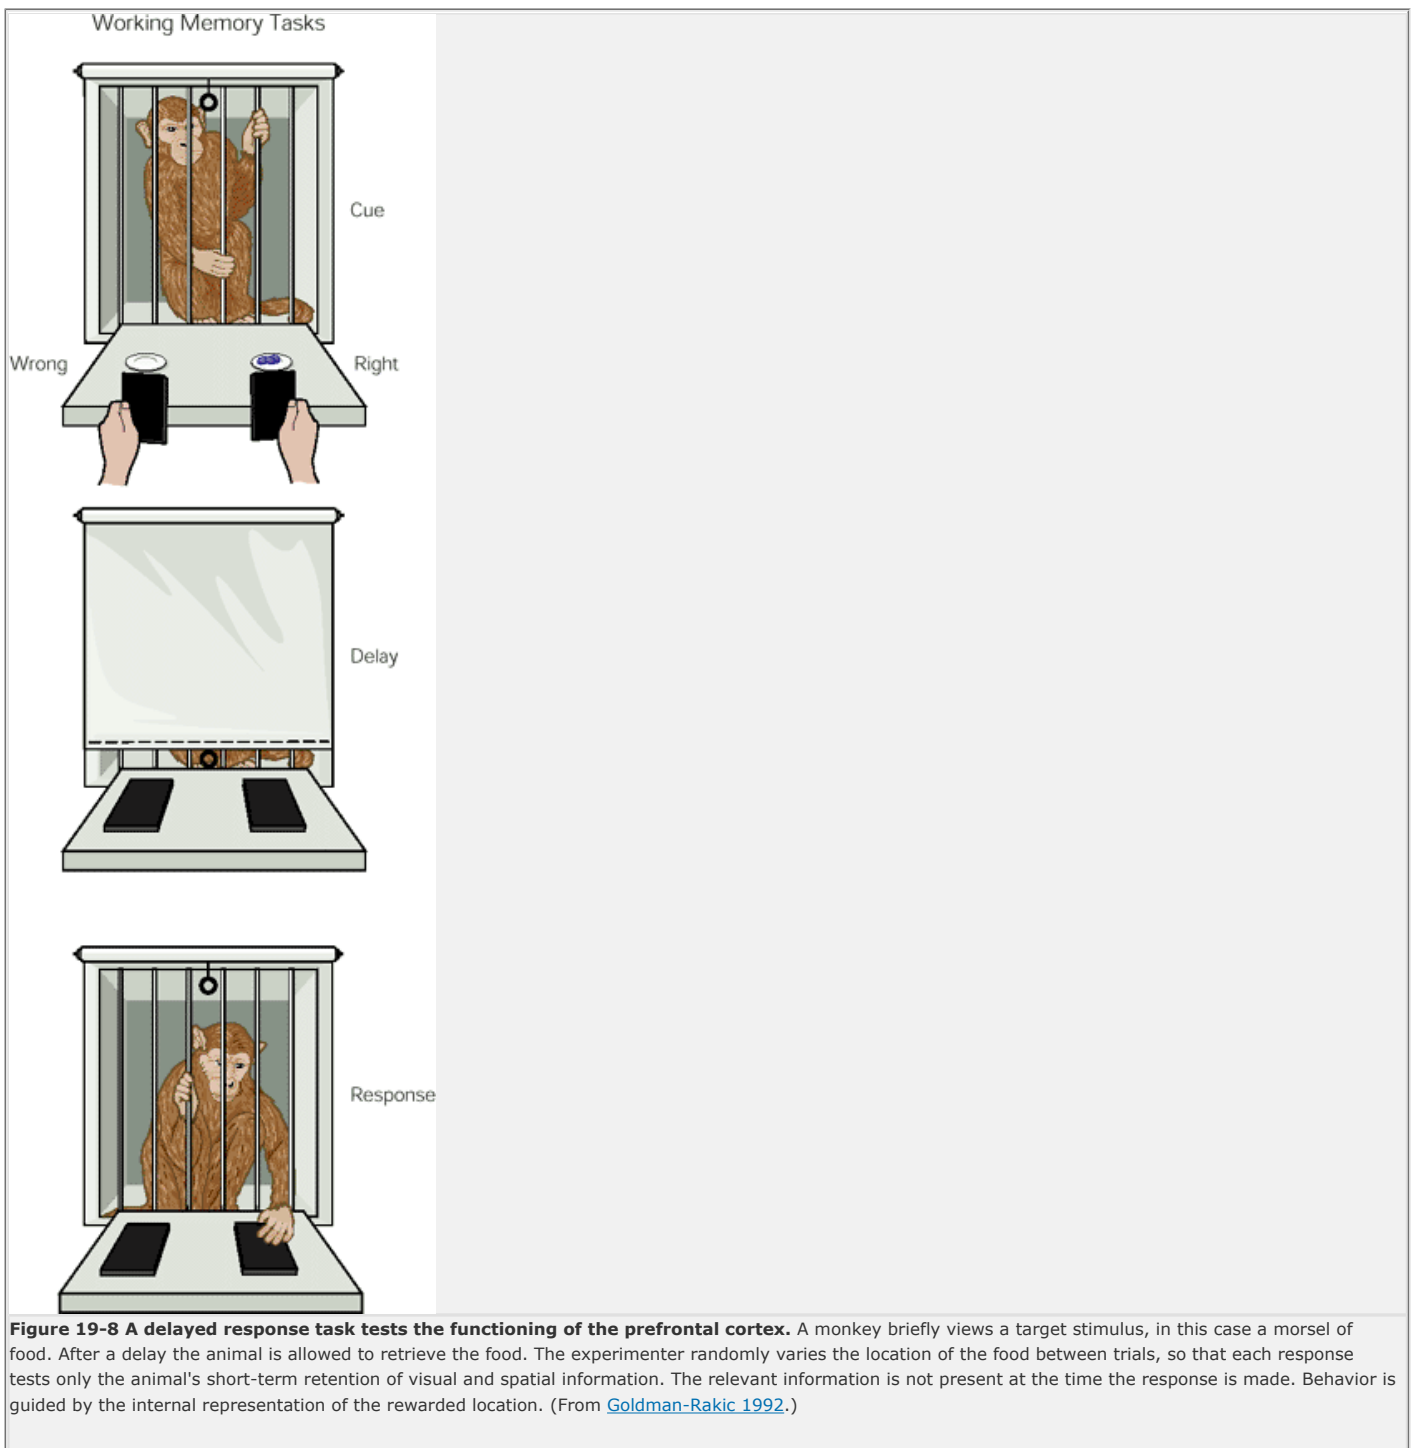 Working Memory Tasks
Cue
Wrong
Right
Delay
Response
Figure 19-8 A delayed response task tests the functioning of the prefrontal cortex. A monkey briefly views a target stimulus, in this case a morsel of
food. After a delay the animal is allowed to retrieve the food. The experimenter randomly varies the location of the food between trials, so that each response
tests only the animal's short-term retention of visual and spatial information. The relevant information is not present at the time the response is made. Behavior is
guided by the internal representation of the rewarded location. (From Goldman-Rakic 1992.)